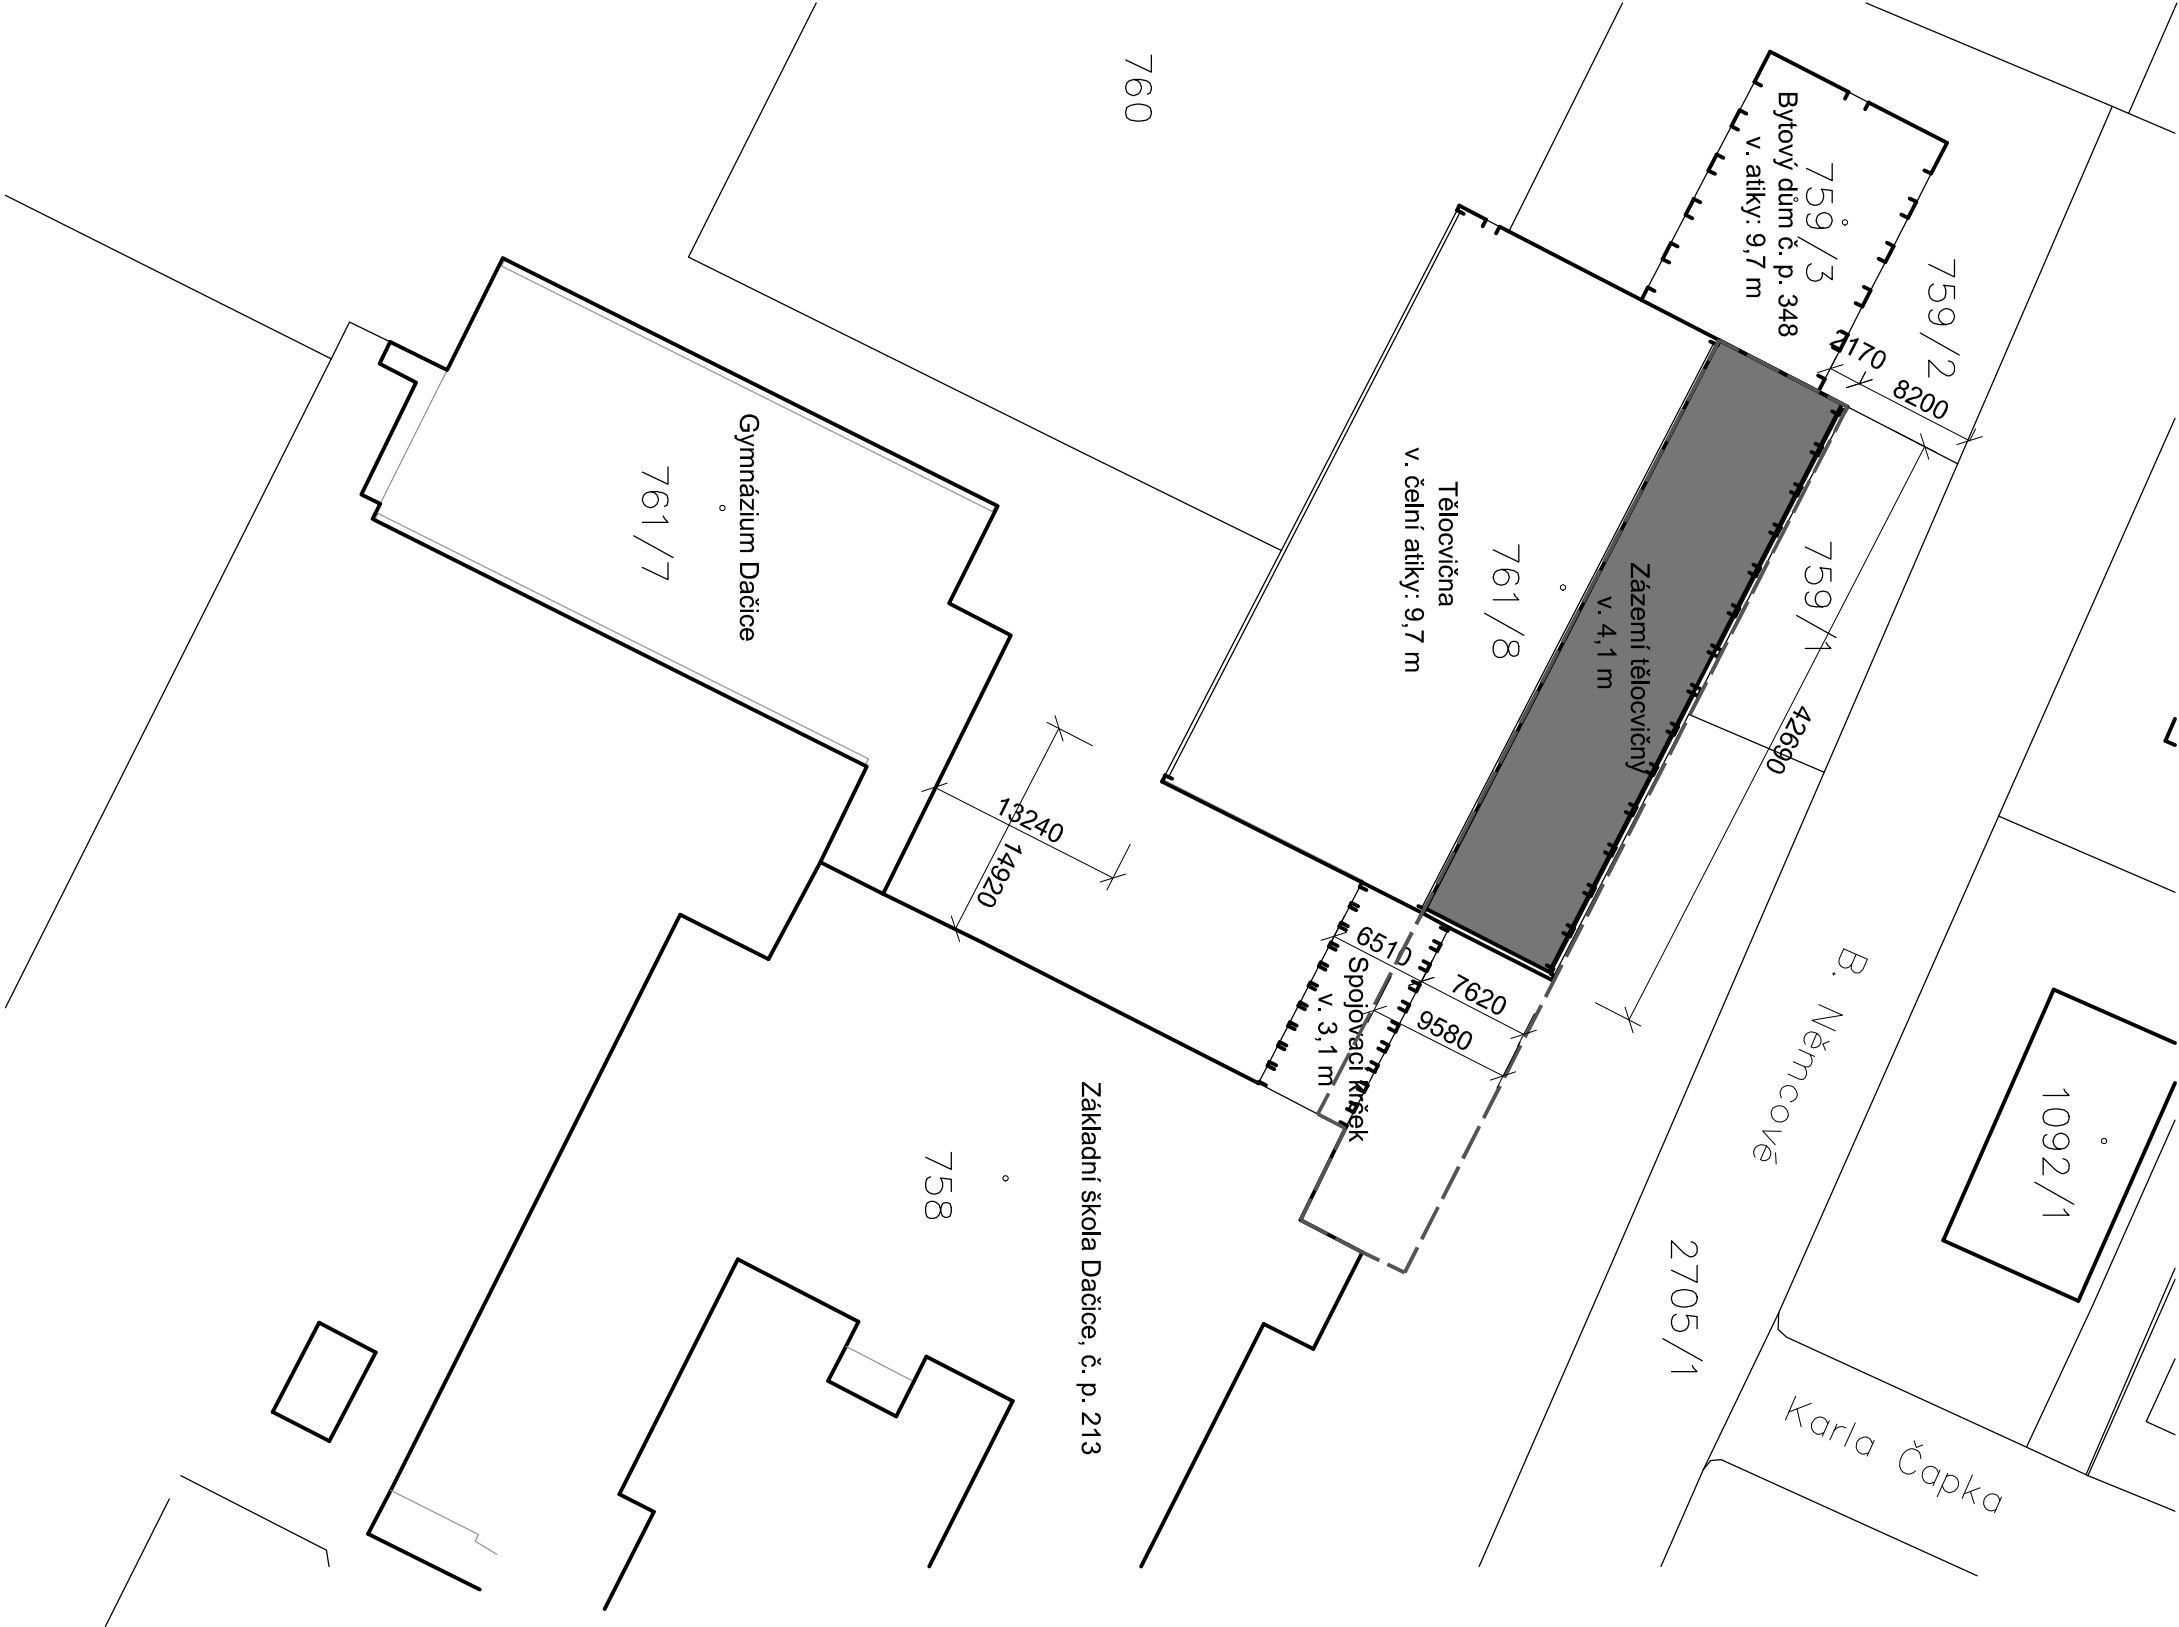 760
Bytový dům č. p. 348
v. atiky: 9,7 m
759/3
759/2
2170
8200
Gymnázium Dačice
761/7
Tělocvična
v. čelní atiky: 9,7 m
761/8
Zázemí tělocvičny
v. 4,1 m
759/1
42690
13240
14920
6510
7620
9580
Spojovací krček
v. 3,1 m
B. Němcové
1092/1
Základní škola Dačice, č. p. 213
758
2705/1
Karla Čapka